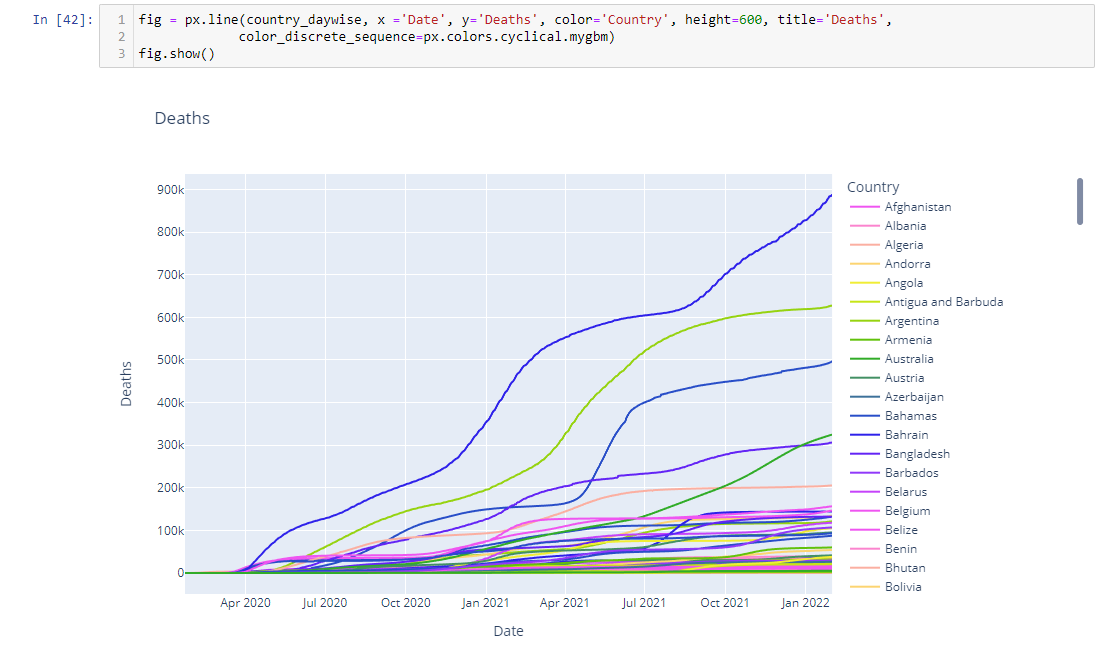 In [42]:
1 fig = px.line(country_daywise, x ='Date', y='Deaths', color='Country', height=600, title='Deaths',
2 color_discrete_sequence=px.colors.cyclical.mygbm)
3 fig.show()
Deaths
900k
800k
700k
600k
500k
400k
300k
200k
100k
0
Deaths
Apr 2020 Jul 2020 Oct 2020 Jan 2021 Apr 2021 Jul 2021 Oct 2021 Jan 2022
Date
Country
Afghanistan
Albania
Algeria
Andorra
Angola
Antigua and Barbuda
Argentina
Armenia
Australia
Austria
Azerbaijan
Bahamas
Bahrain
Bangladesh
Barbados
Belarus
Belgium
Belize
Benin
Bhutan
Bolivia